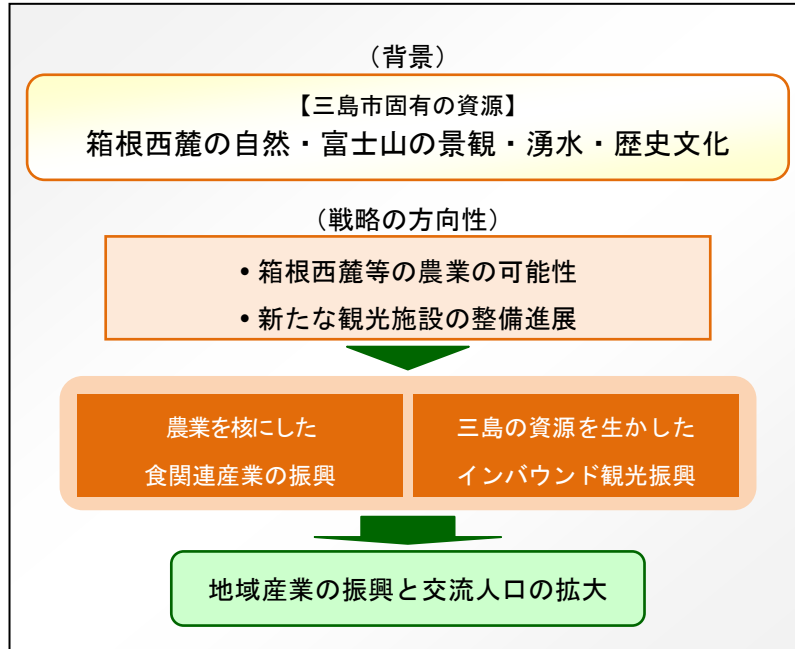 （背景）
【三島市固有の資源】
箱根西麓の自然・富士山の景観・湧水・歴史文化
（戦略の方向性）
•箱根西麓等の農業の可能性
•新たな観光施設の整備進展
農業を核にした
食関連産業の振興
三島の資源を生かした
インバウンド観光振興
地域産業の振興と交流人口の拡大